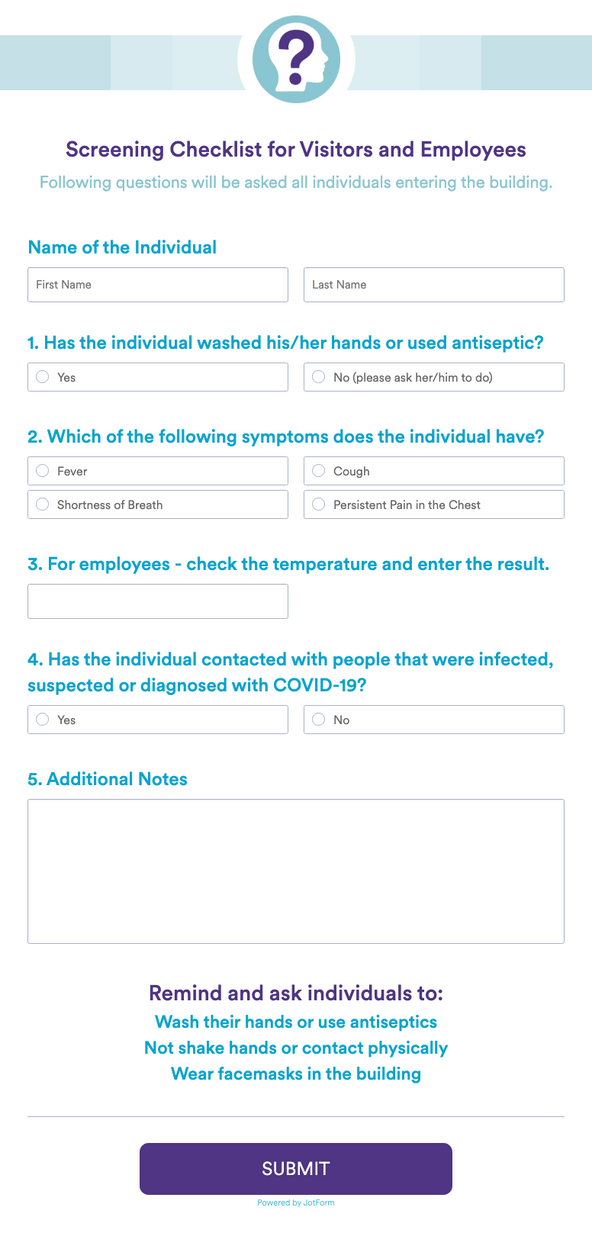 ?
Screening Checklist for Visitors and Employees
Following questions will be asked all individuals entering the building.
Name of the Individual
First Name
Last Name
1. Has the individual washed his/her hands or used antiseptic?
Yes
No (please ask her/him to do)
2. Which of the following symptoms does the individual have?
Fever
Cough
Shortness of Breath
Persistent Pain in the Chest
3. For employees - check the temperature and enter the result.
4. Has the individual contacted with people that were infected,
suspected or diagnosed with COVID-19?
Yes
No
5. Additional Notes
Remind and ask individuals to:
Wash their hands or use antiseptics
Not shake hands or contact physically
Wear facemasks in the building
SUBMIT
Powered by JotForm